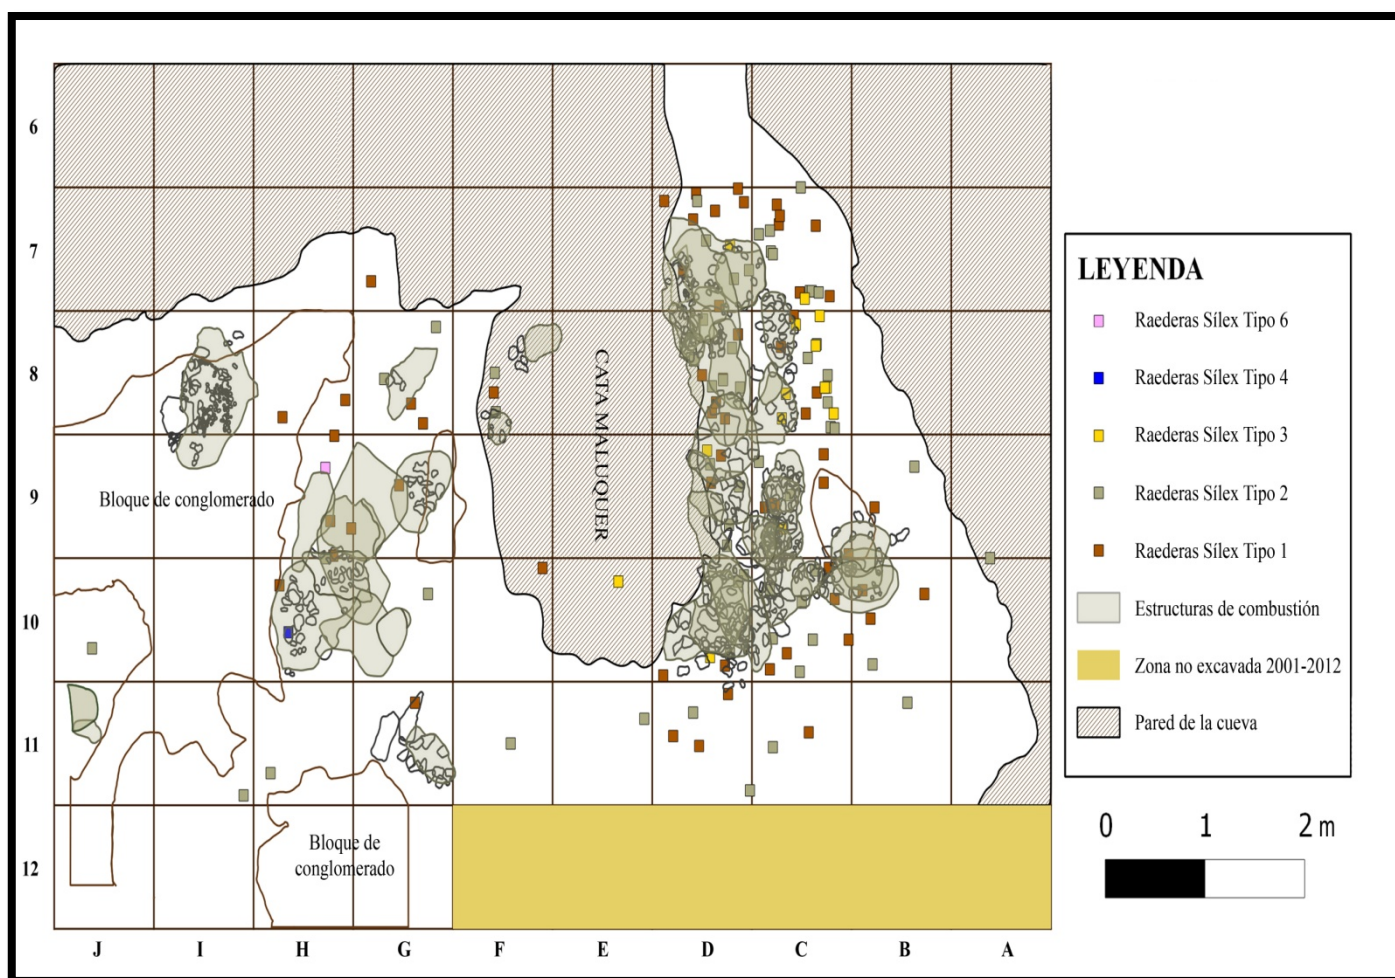 6
7
8
9
10
11
12
J
I
H
G
F
E
D
C
B
A
Bloque de conglomerado
CATA MALUQUER
Bloque de
conglomerado
LEYENDA
Raederas Sílex Tipo 6
Raederas Sílex Tipo 4
Raederas Sílex Tipo 3
Raederas Sílex Tipo 2
Raederas Sílex Tipo 1
Estructuras de combustión
Zona no excavada 2001-2012
Pared de la cueva
0 1 2 m